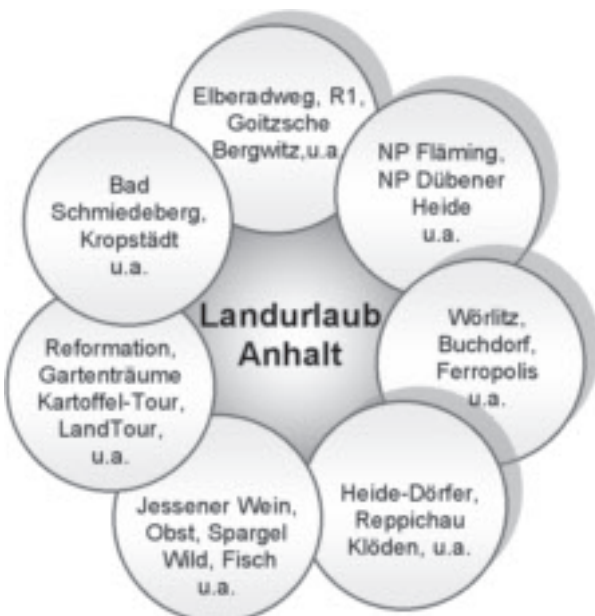 Elberadweg, R1,
Goitzsche
Bergwitz,u.a.
NP Fläming,
NP Dübener
Heide
u.a.
Wörlitz,
Buchdorf,
Ferropolis
u.a.
Heide-Dörfer,
Reppichau
Klöden, u.a.
Jessener Wein,
Obst, Spargel
Wild, Fisch
u.a.
Reformation,
Gartenträume
Kartoffel-Tour,
LandTour,
u.a.
Bad
Schmiedeberg,
Kropstädt
u.a.
Landurlaub
Anhalt